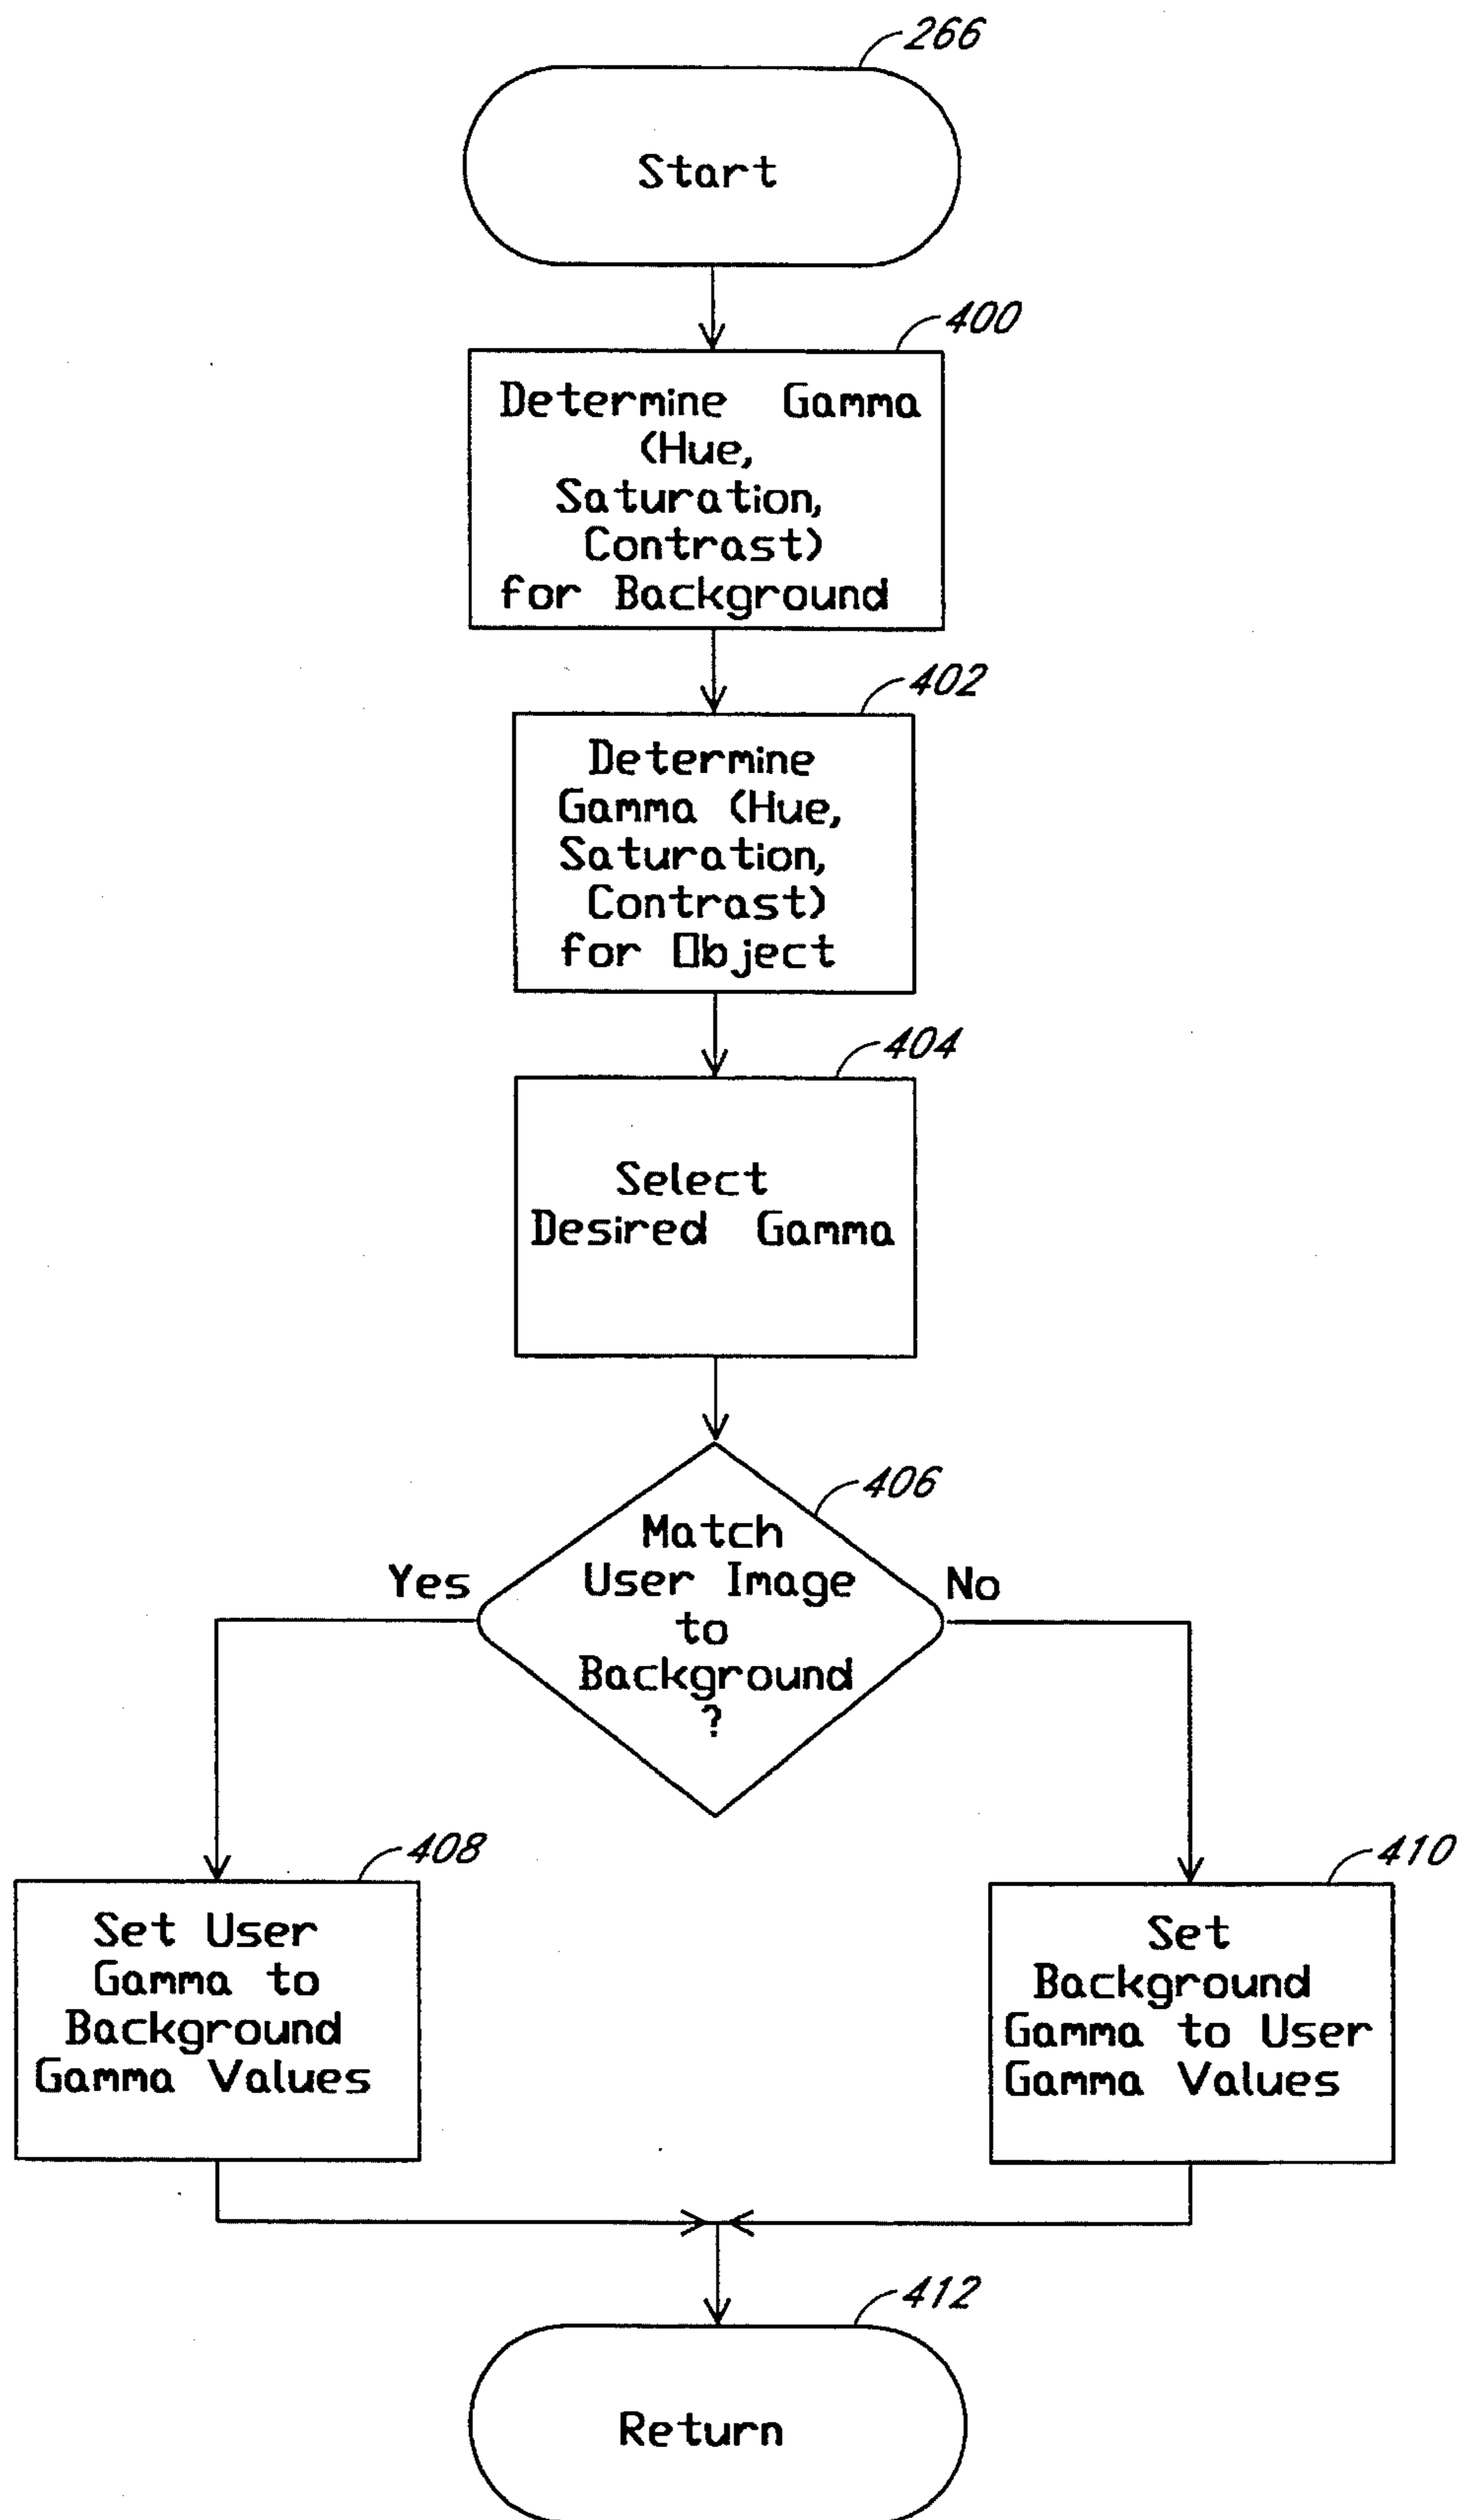 266
Start
400
Determine Gamma
(Hue,
Saturation,
Contrast)
for Background
402
Determine
Gamma (Hue,
Saturation,
Contrast)
for Object
404
Select
Desired Gamma
406
Match
User Image
to
Background
?
Yes
No
408
Set User
Gamma to
Background
Gamma Values
410
Set
Background
Gamma to User
Gamma Values
412
Return